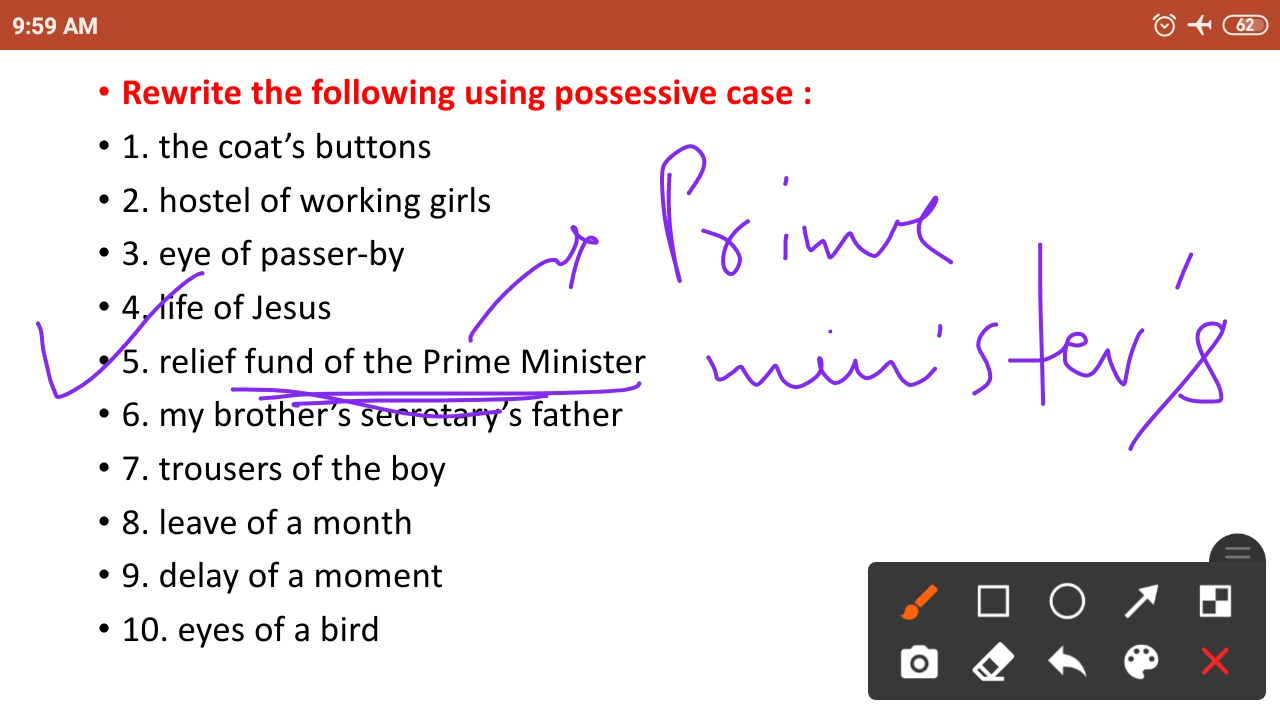 9:59 AM 62
• Rewrite the following using possessive case :
• 1. the coat’s buttons
• 2. hostel of working girls
• 3. eye of passer-by
• 4. life of Jesus
• 5. relief fund of the Prime Minister
• 6. my brother’s secretary’s father
• 7. trousers of the boy
• 8. leave of a month
• 9. delay of a moment
• 10. eyes of a bird
Prime
minister's